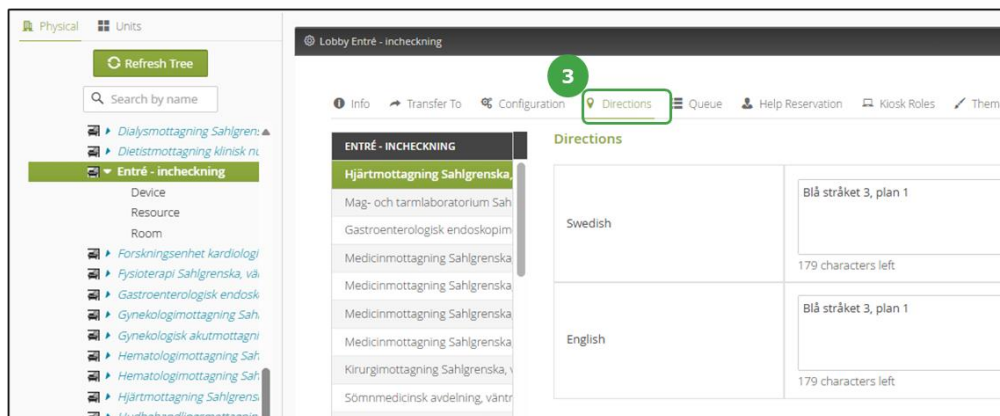 Physical Units
Refresh Tree
Search by name
Dialysmottagning Sahlgren
Dietistmottagning klinisk nu
Entré - incheckning
Device
Resource
Room
Forskningsenhet kardiologi
Fysioterapi Sahlgrenska, vä
Gastroenterologisk endosk
Gynekologimottagning Sah
Gynekologisk akutmottagni
Hematologimottagning Sah
Hematologimottagning Sah
Hjärtmottagning Sahlgrens
Lobby Entré - incheckning
3
Info Transfer To Configuration Directions Queue Help Reservation Kiosk Roles Them
ENTRÉ - INCHECKNING
Hjärtmottagning Sahlgrenska,
Mag- och tarmlaboratorium Sah
Gastroenterologisk endoskopim
Medicinmottagning Sahlgrenska
Medicinmottagning Sahlgrenska
Medicinmottagning Sahlgrenska
Medicinmottagning Sahlgrenska
Kirurgimottagning Sahlgrenska, v
Sömnmedicinsk avdelning, väntr
Directions
Swedish
Blå stråket 3, plan 1
179 characters left
English
Blå stråket 3, plan 1
179 characters left